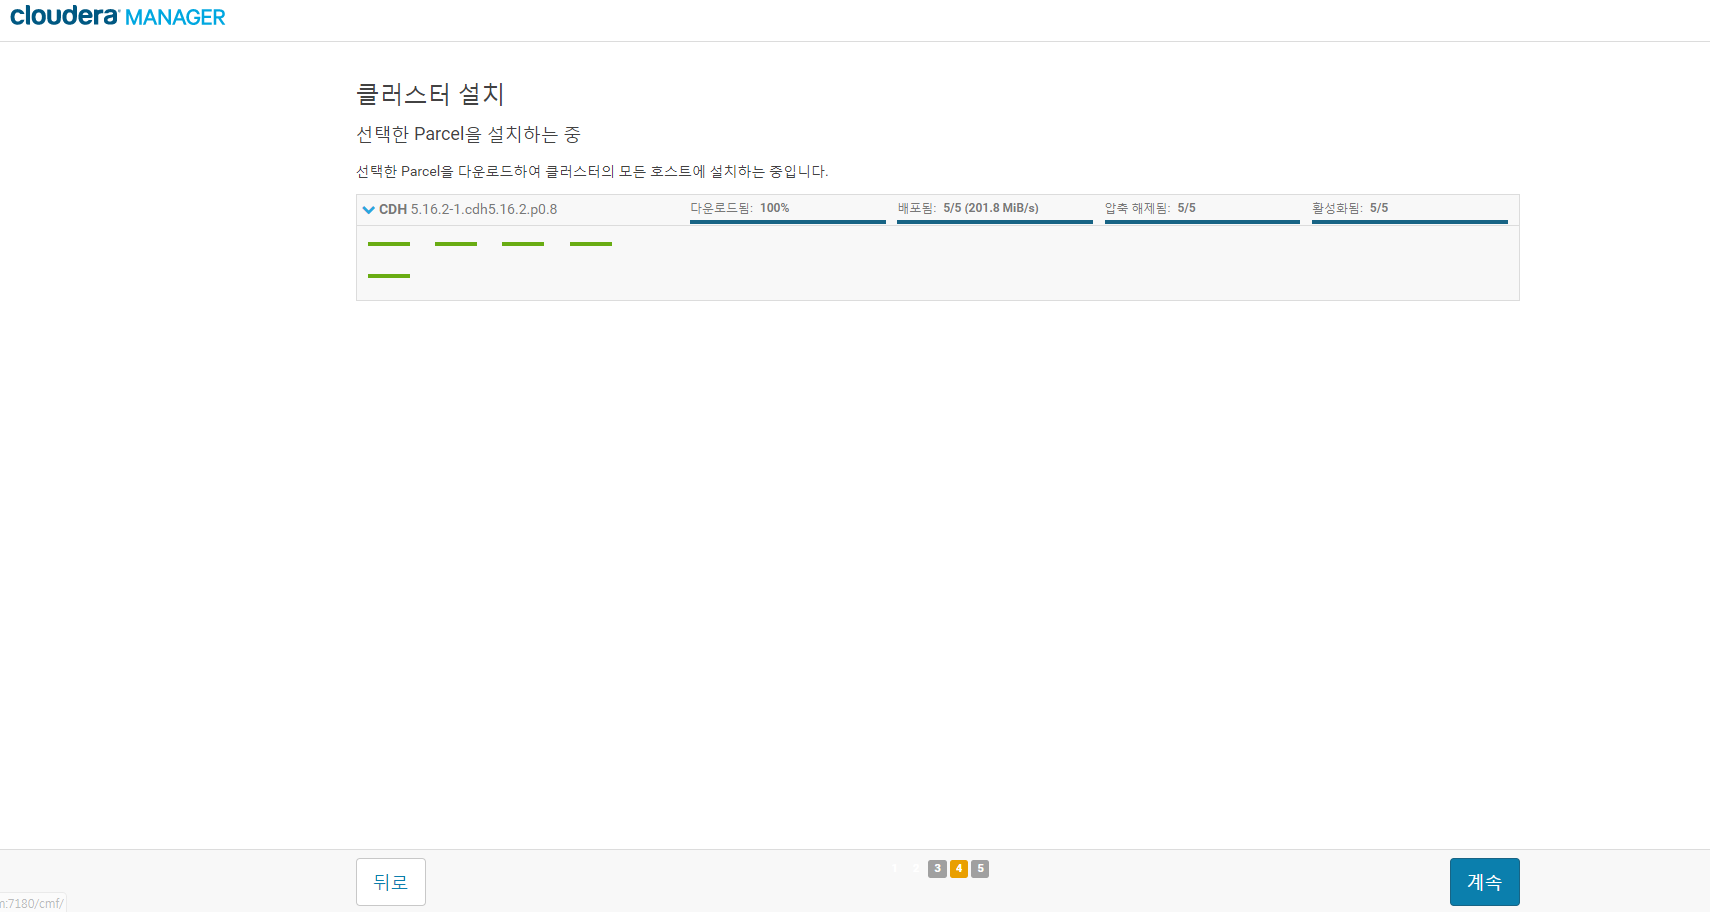 cloudera MANAGER
클러스터 설치
선택한 Parcel을 설치하는 중
선택한 Parcel을 다운로드하여 클러스터의 모든 호스트에 설치하는 중입니다.
CDH 5.16.2-1.cdh5.16.2.p0.8 다운로드됨: 100% 배포됨: 5/5 (201.8 MiB/s) 압축 해제됨: 5/5 활성화됨: 5/5
뒤로 1 2 3 4 5 계속
:7180/cmf/